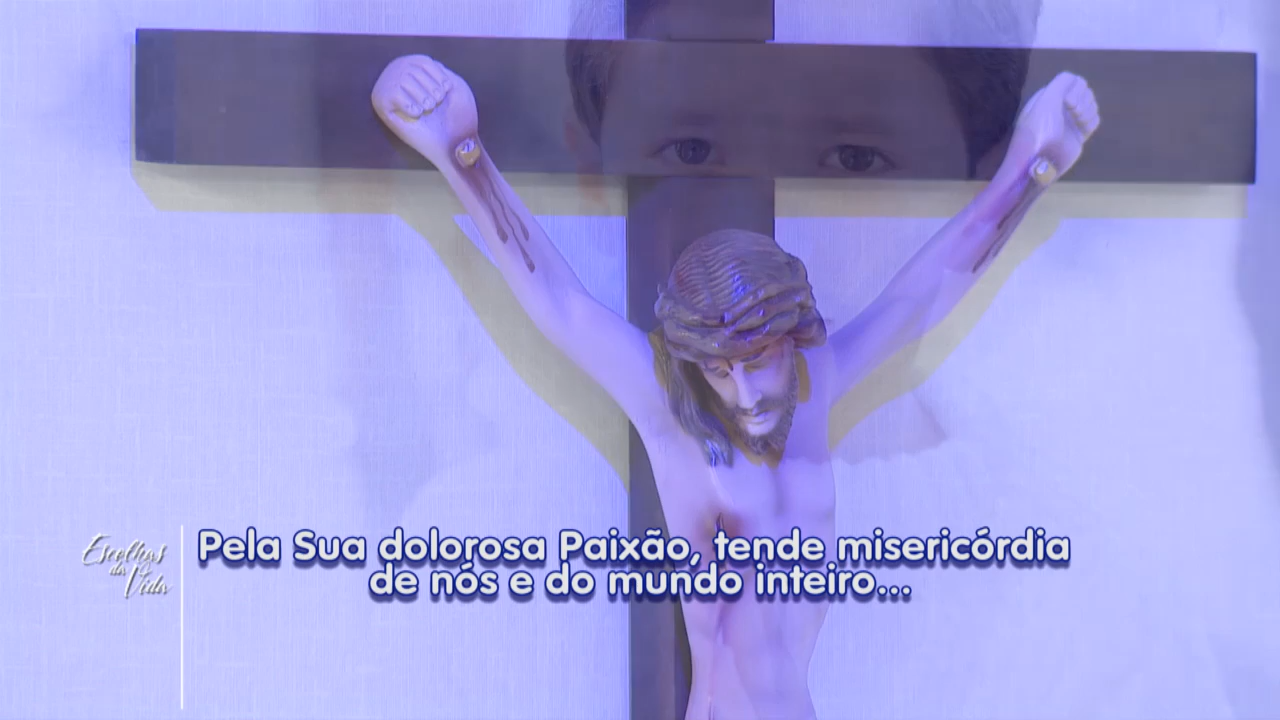 Escolhas
da
Vida
Pela Sua dolorosa Paixão, tende misericórdia
de nós e do mundo inteiro...